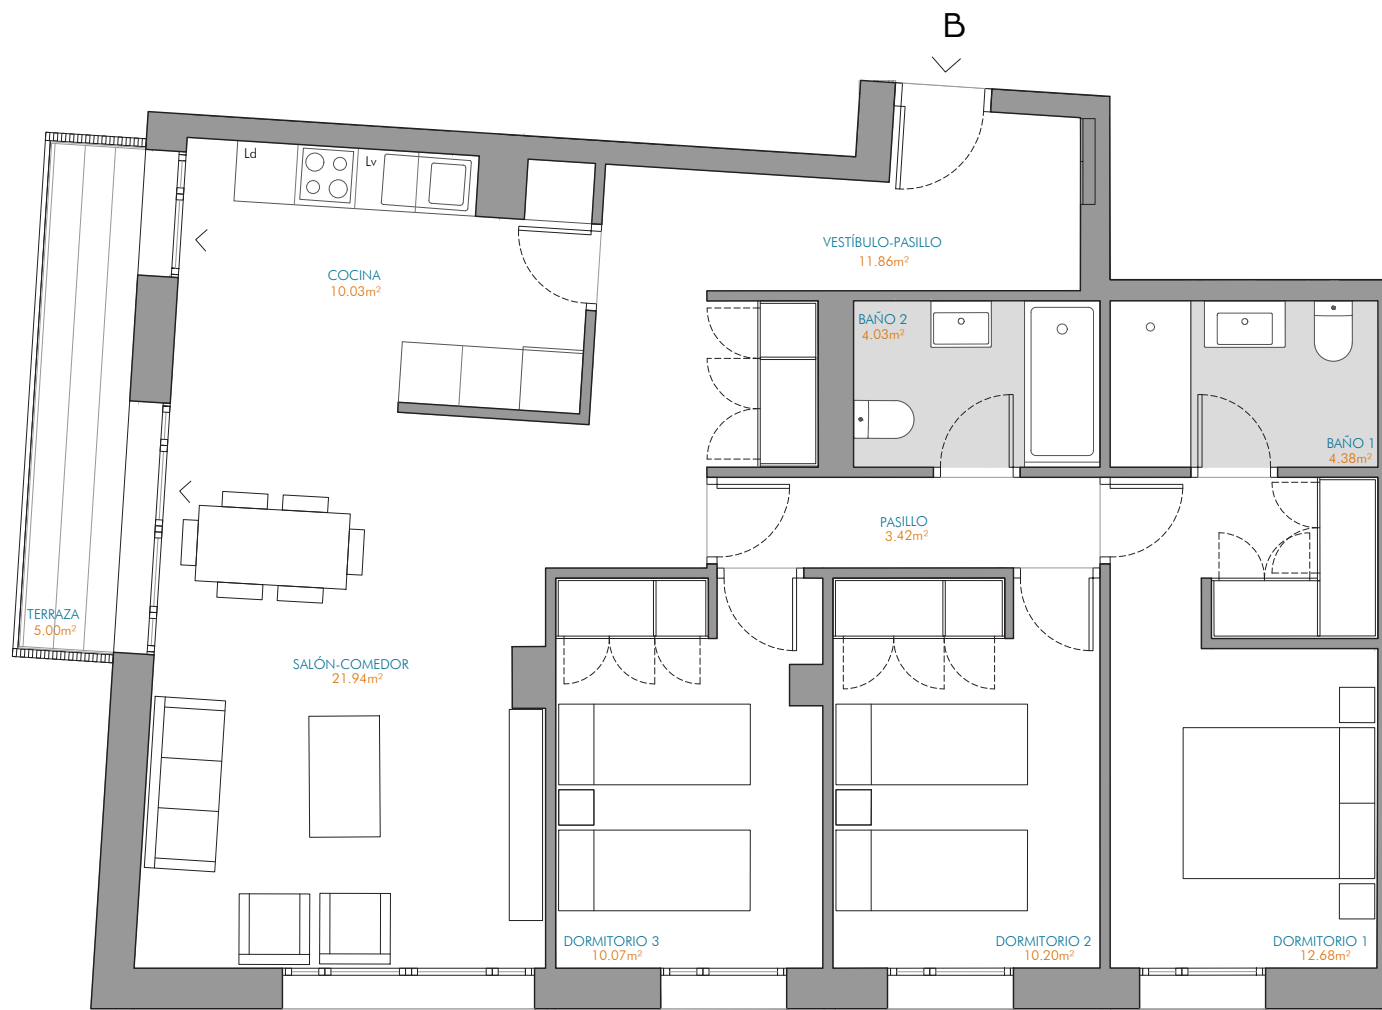 B
Ld
Lv
VESTÍBULO-PASILLO
11.86m²
COCINA
10.03m²
BAÑO 2
4.03m²
BAÑO 1
4.38m²
PASILLO
3.42m²
TERRAZA
5.00m²
SALÓN-COMEDOR
21.94m²
DORMITORIO 3
10.07m²
DORMITORIO 2
10.20m²
DORMITORIO 1
12.68m²